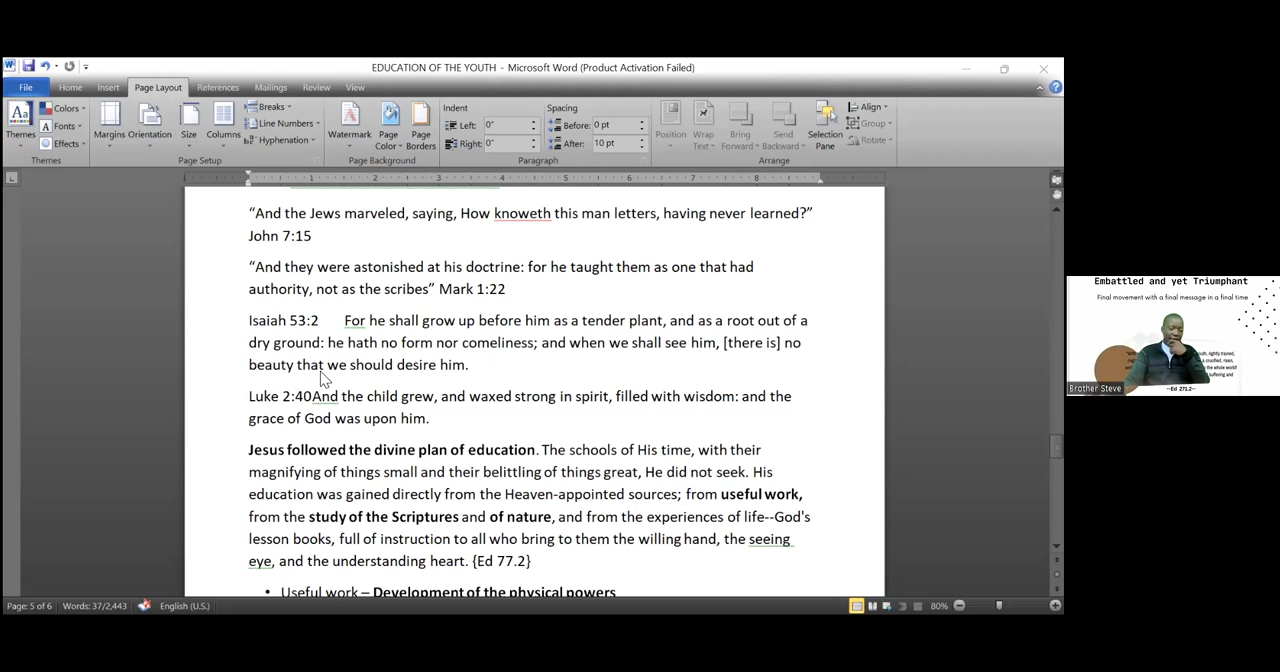 EDUCATION OF THE YOUTH - Microsoft Word (Product Activation Failed)
File Home Insert Page Layout References Mailings Review View
Themes
Colors
Fonts
Effects
Themes
Margins Orientation Size Columns
Breaks
Line Numbers
Hyphenation
Page Setup
Watermark Page Color Page Borders
Page Background
Indent
Left: 0"
Right: 0"
Spacing
Before: 0 pt
After: 10 pt
Paragraph
Position Wrap Text Bring Forward Send Backward Selection Pane
Align
Group
Rotate
Arrange
1 2 3 4 5 6 7 8
“And the Jews marveled, saying, How knoweth this man letters, having never learned?”
John 7:15
“And they were astonished at his doctrine: for he taught them as one that had
authority, not as the scribes” Mark 1:22
Isaiah 53:2 For he shall grow up before him as a tender plant, and as a root out of a
dry ground: he hath no form nor comeliness; and when we shall see him, [there is] no
beauty that we should desire him.
Luke 2:40And the child grew, and waxed strong in spirit, filled with wisdom: and the
grace of God was upon him.
Jesus followed the divine plan of education. The schools of His time, with their
magnifying of things small and their belittling of things great, He did not seek. His
education was gained directly from the Heaven-appointed sources; from useful work,
from the study of the Scriptures and of nature, and from the experiences of life--God's
lesson books, full of instruction to all who bring to them the willing hand, the seeing
eye, and the understanding heart. {Ed 77.2}
• Useful work – Development of the physical powers
Page: 5 of 6 Words: 37/2,443 English (U.S.) 80%
Embattled and yet Triumphant
Final movement with a final message in a final time
Brother Steve
--Ed 271.2--